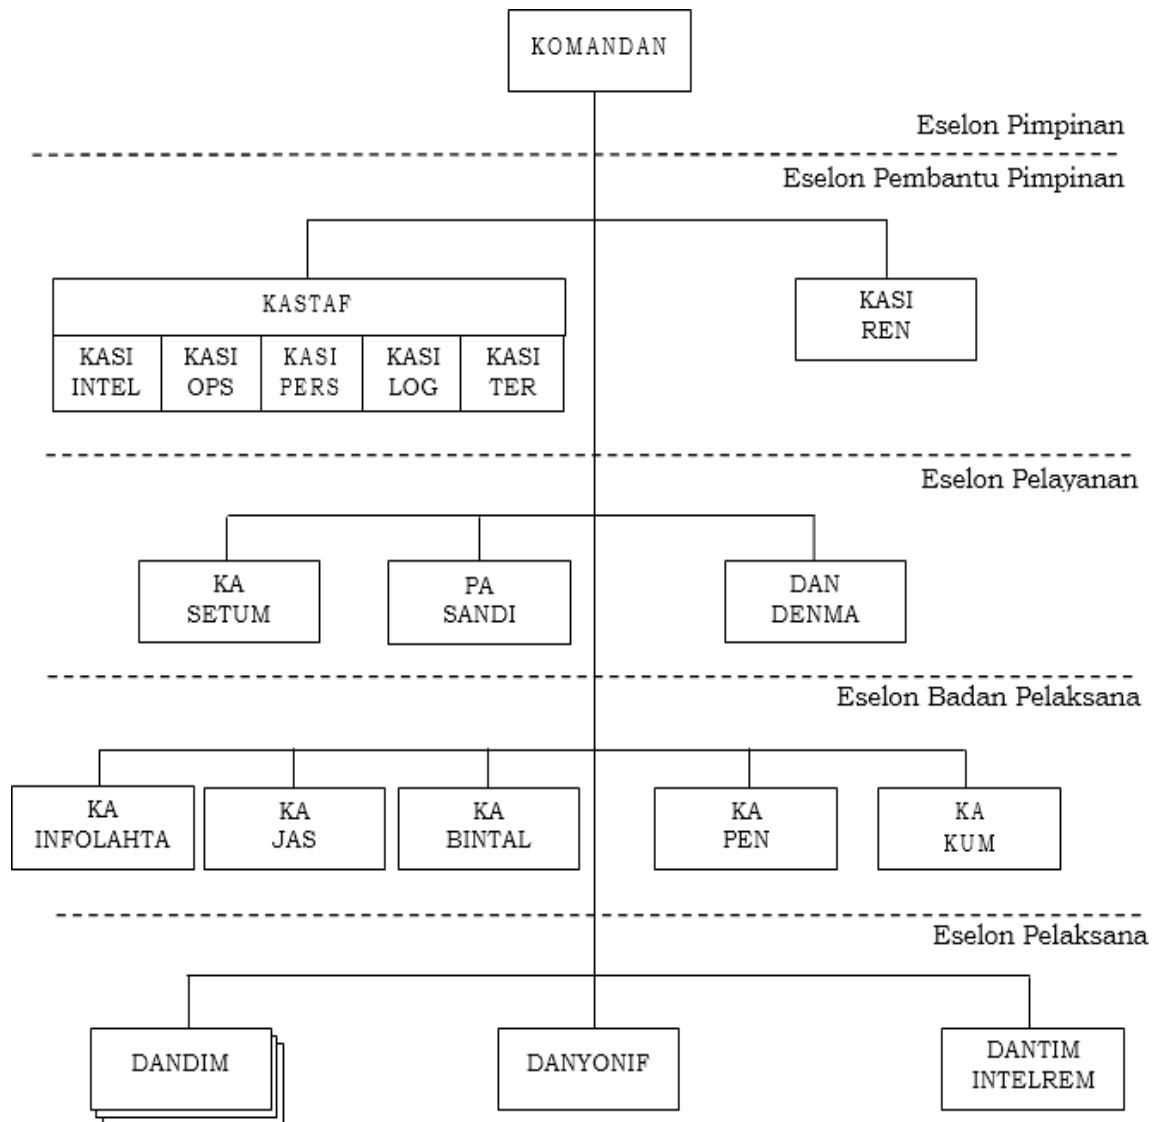 KOMANDAN
Eselon Pimpinan
Eselon Pembantu Pimpinan
KASTAF
KASI
INTEL
KASI
OPS
KASI
PERS
KASI
LOG
KASI
TER
KASI
REN
Eselon Pelayanan
KA
SETUM
PA
SANDI
DAN
DENMA
Eselon Badan Pelaksana
KA
INFOLAHTA
KA
JAS
KA
BINTAL
KA
PEN
KA
KUM
Eselon Pelaksana
DANDIM
DANYONIF
DANTIM
INTELREM